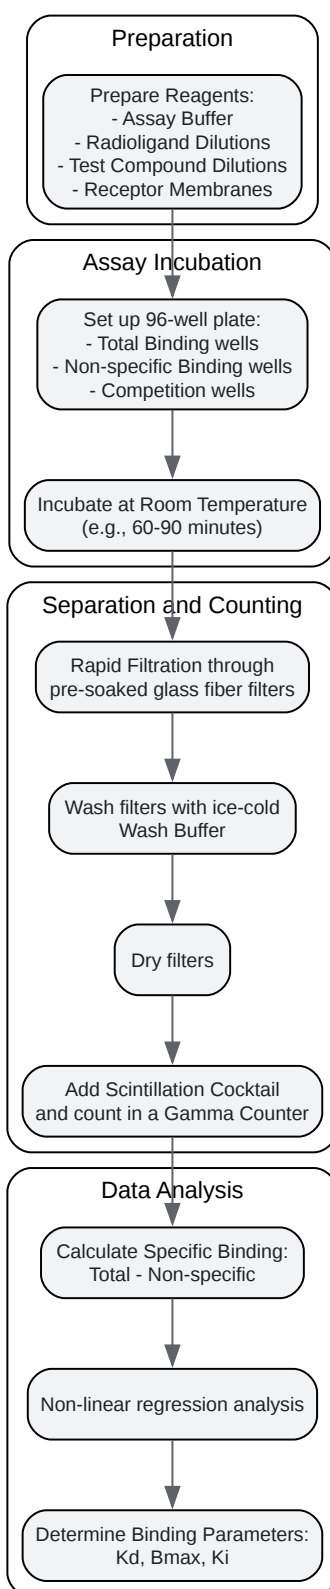 Preparation
Prepare Reagents:
- Assay Buffer
- Radioligand Dilutions
- Test Compound Dilutions
- Receptor Membranes
Assay Incubation
Set up 96-well plate:
- Total Binding wells
- Non-specific Binding wells
- Competition wells
Incubate at Room Temperature
(e.g., 60-90 minutes)
Separation and Counting
Rapid Filtration through
pre-soaked glass fiber filters
Wash filters with ice-cold
Wash Buffer
Dry filters
Add Scintillation Cocktail
and count in a Gamma Counter
Data Analysis
Calculate Specific Binding:
Total - Non-specific
Non-linear regression analysis
Determine Binding Parameters:
Kd, Bmax, Ki